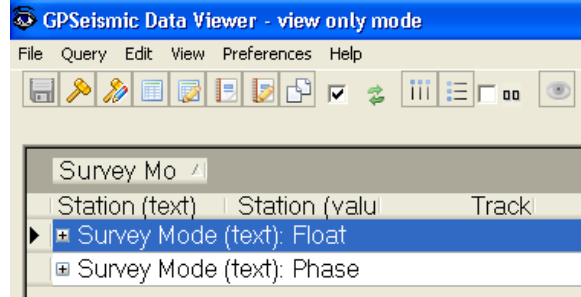 GPSeismic Data Viewer - view only mode
File Query Edit View Preferences Help
Survey Mo
Station (text) Station (valu Track
Survey Mode (text): Float
Survey Mode (text): Phase